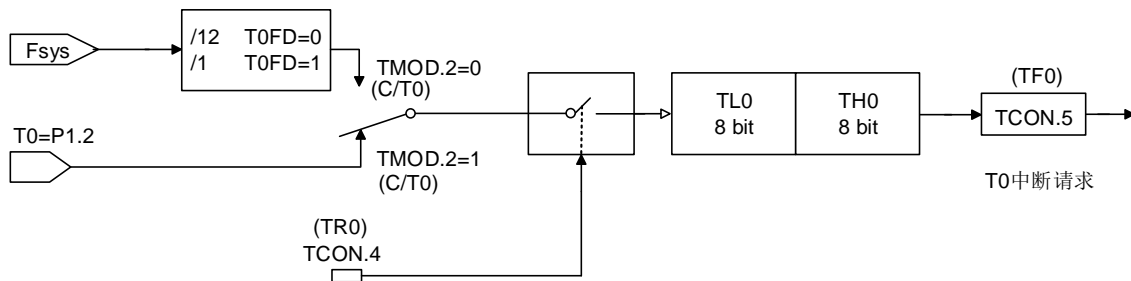 Fsys
/12 T0FD=0
/1 T0FD=1
TMOD.2=0
(C/T0)
T0=P1.2
TMOD.2=1
(C/T0)
(TR0)
TCON.4
TL0
8 bit
TH0
8 bit
(TF0)
TCON.5
T0中断请求